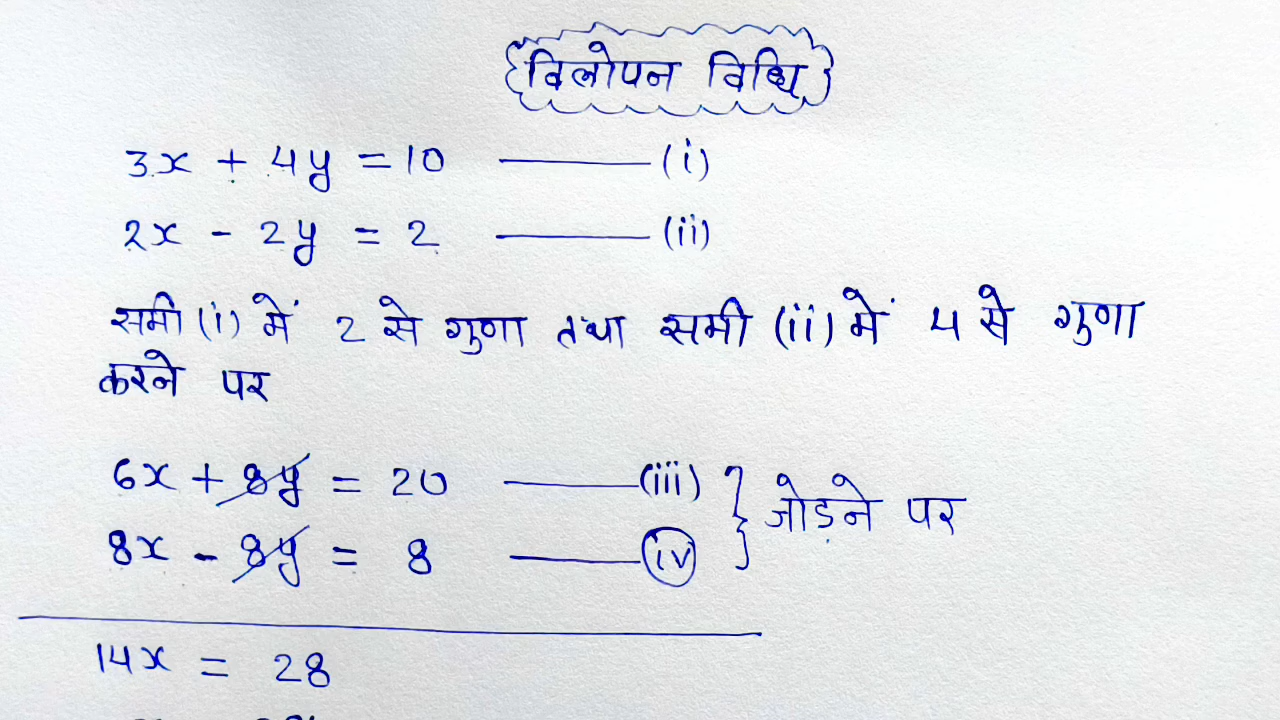 विलोपन विधि
3x + 4y = 10 ——— (i)
2x - 2y = 2 ——— (ii)
समी (i) में 2 से गुणा तथा समी (ii) में 4 से गुणा
करने पर
6x + 8y = 20 ——— (iii) } जोड़ने पर
8x - 8y = 8 ——— (iv)
14x = 28